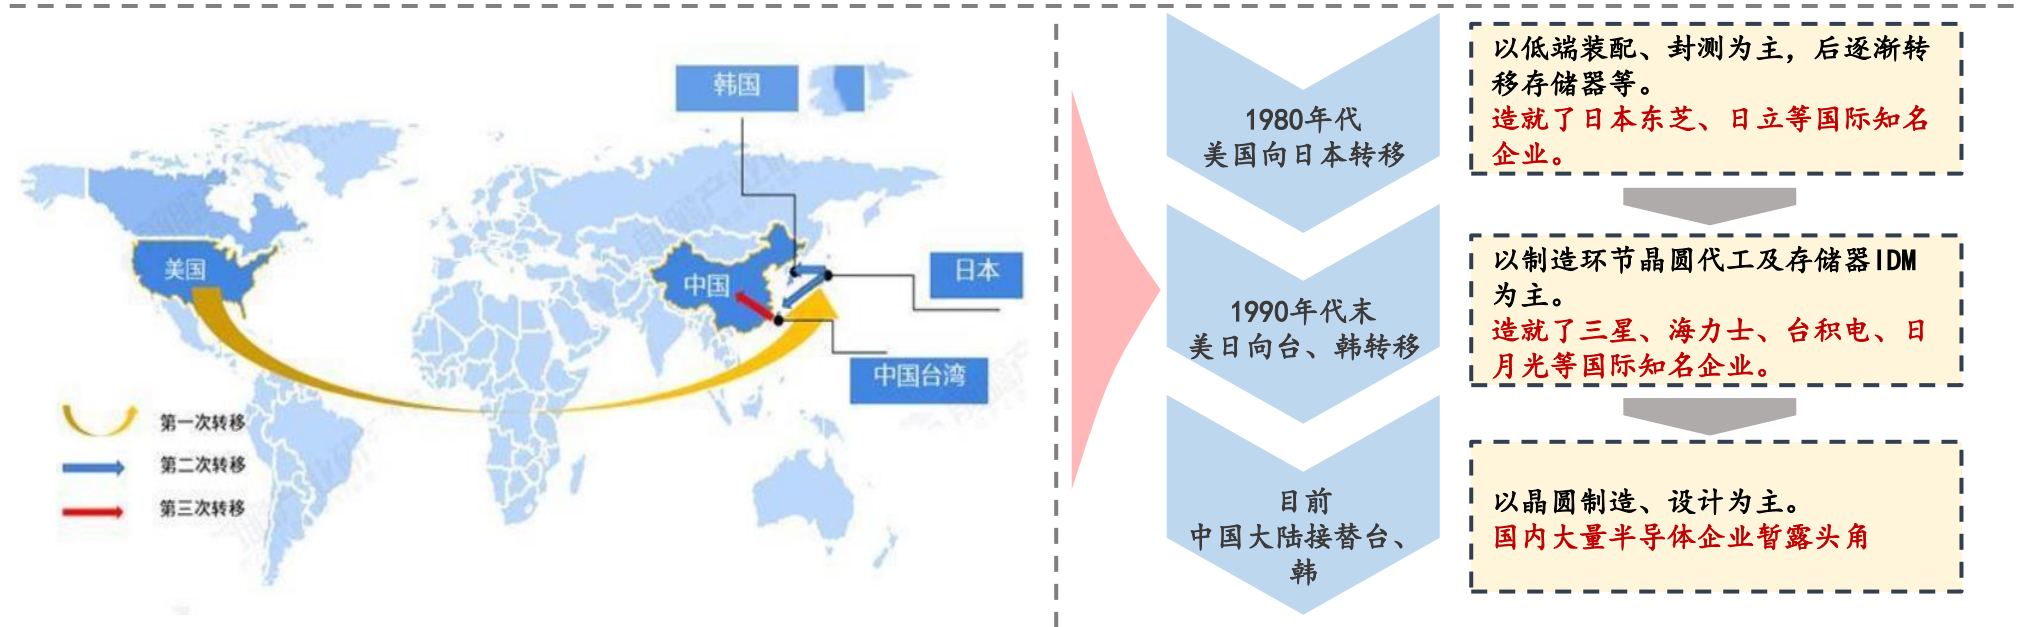 韩国
美国
中国
日本
中国台湾
第一次转移
第二次转移
第三次转移
1980年代
美国向日本转移
1990年代末
美日向台、韩转移
目前
中国大陆接替台、
韩
以低端装配、封测为主，后逐渐转
移存储器等。
造就了日本东芝、日立等国际知名
企业。
以制造环节晶圆代工及存储器IDM
为主。
造就了三星、海力士、台积电、日
月光等国际知名企业。
以晶圆制造、设计为主。
国内大量半导体企业暂露头角